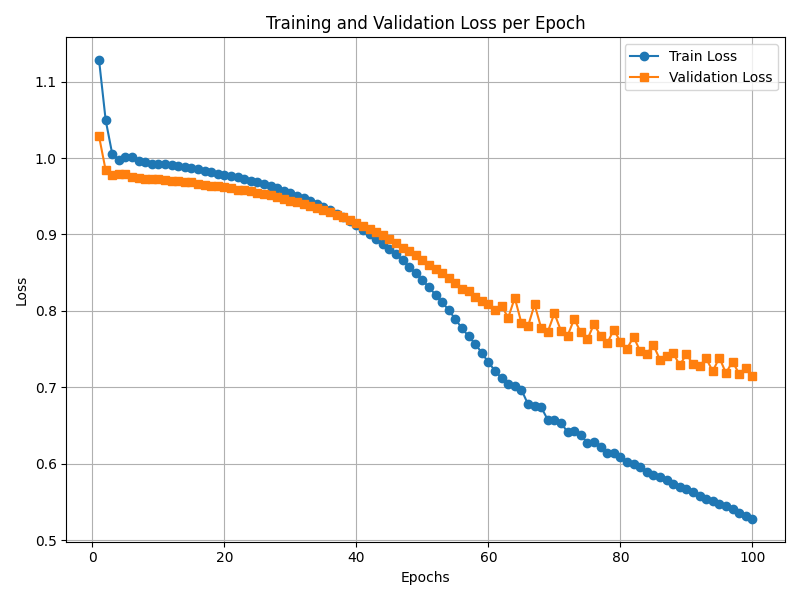 Training and Validation Loss per Epoch
Train Loss
Validation Loss
1.1
1.0
0.9
0.8
0.7
0.6
0.5
Loss
0 20 40 60 80 100
Epochs